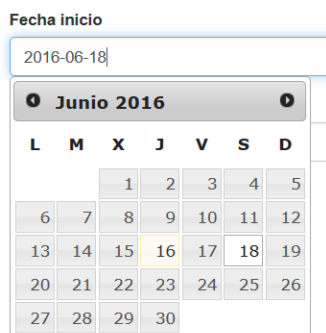 Fecha inicio
2016-06-18
Junio 2016
L M X J V S D
1 2 3 4 5
6 7 8 9 10 11 12
13 14 15 16 17 18 19
20 21 22 23 24 25 26
27 28 29 30